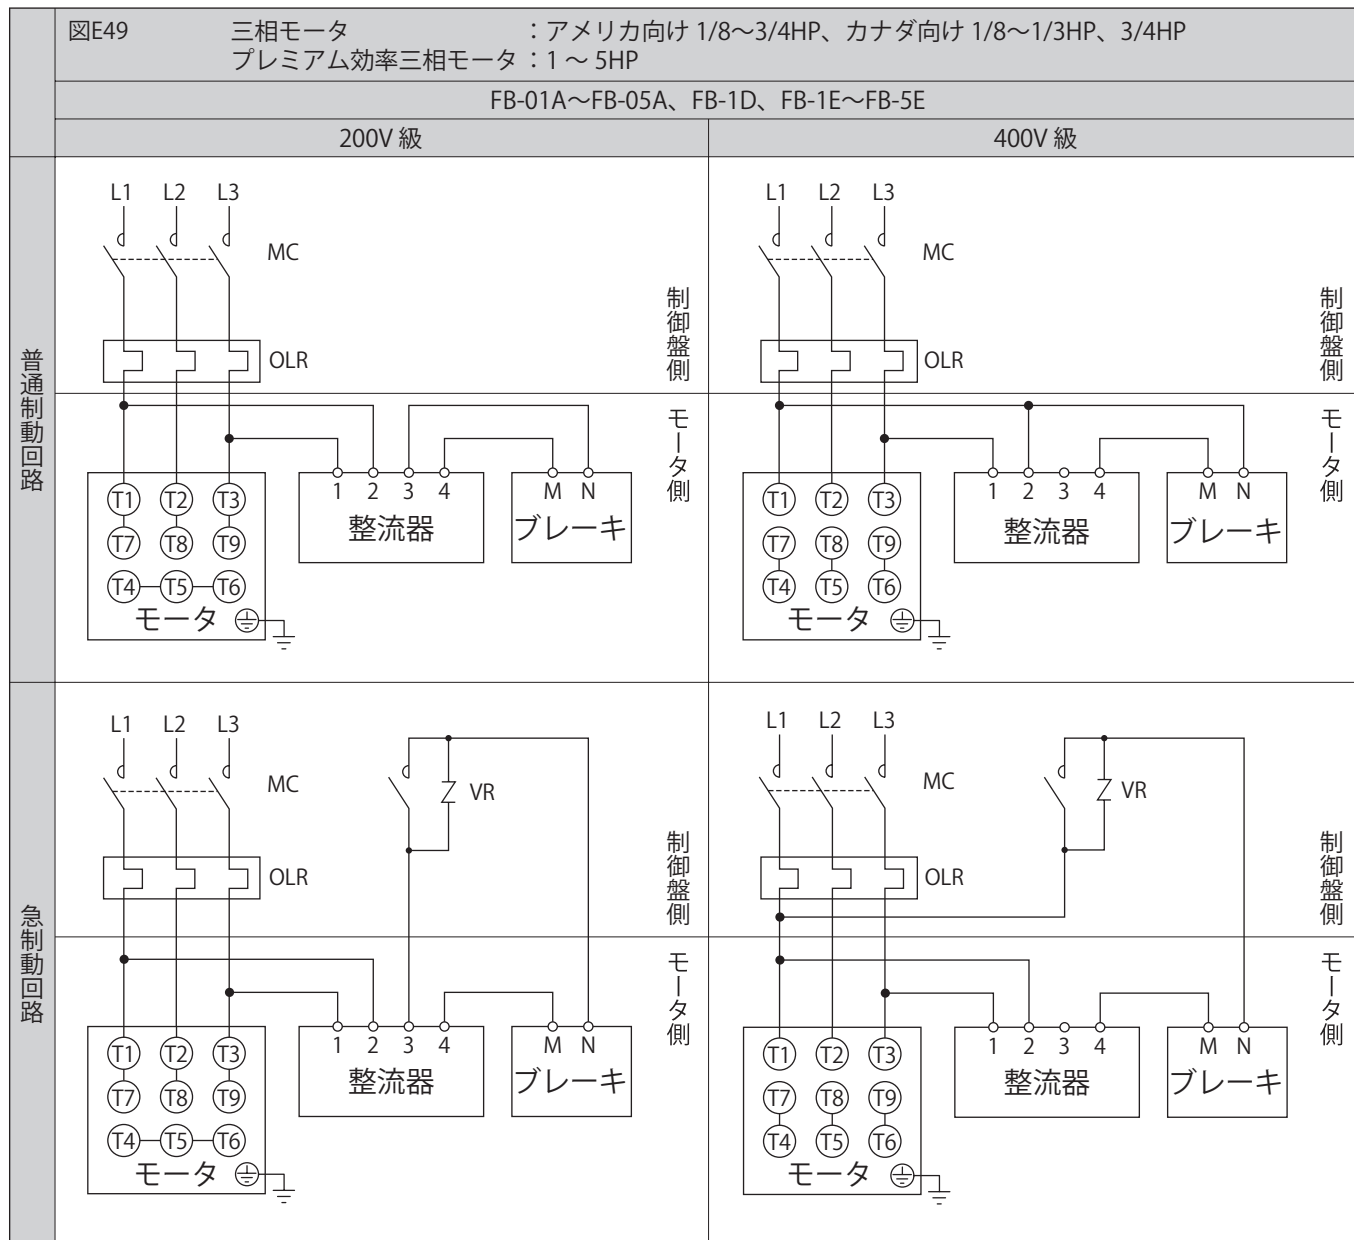 図E49 三相モータ ：アメリカ向け 1/8～3/4HP、カナダ向け 1/8～1/3HP、3/4HP
プレミアム効率三相モータ ：1 ～ 5HP
FB-01A～FB-05A、FB-1D、FB-1E～FB-5E
200V 級 400V 級
普通制動回路
L1 L2 L3
MC
制御盤側
OLR
モータ側
T1 T2 T3
1 2 3 4
M N
整流器
ブレーキ
T7 T8 T9
T4 T5 T6
モータ
L1 L2 L3
MC
制御盤側
OLR
モータ側
T1 T2 T3
1 2 3 4
M N
整流器
ブレーキ
T7 T8 T9
T4 T5 T6
モータ
急制動回路
L1 L2 L3
MC
VR
制御盤側
OLR
モータ側
T1 T2 T3
1 2 3 4
M N
整流器
ブレーキ
T7 T8 T9
T4 T5 T6
モータ
L1 L2 L3
MC
VR
制御盤側
OLR
モータ側
T1 T2 T3
1 2 3 4
M N
整流器
ブレーキ
T7 T8 T9
T4 T5 T6
モータ